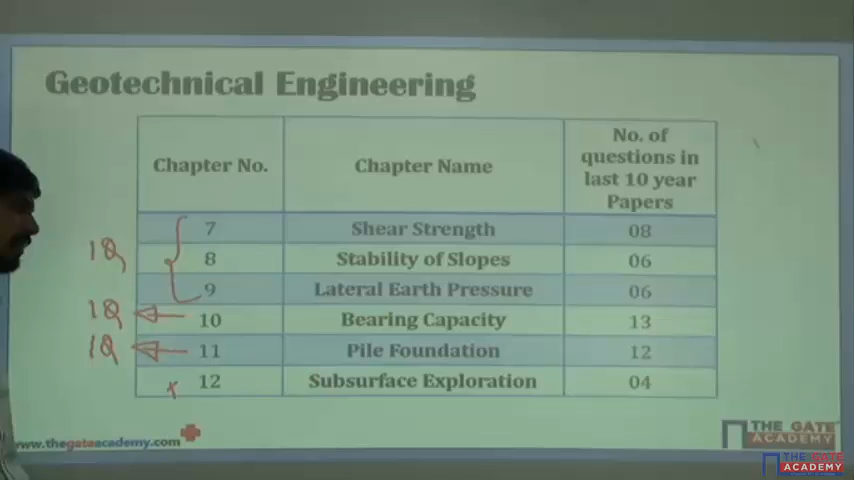 Geotechnical Engineering
Chapter No. Chapter Name No. of questions in last 10 year Papers
7 Shear Strength 08
8 Stability of Slopes 06
1Q
9 Lateral Earth Pressure 06
1Q 10 Bearing Capacity 13
1Q 11 Pile Foundation 12
x 12 Subsurface Exploration 04
www.thegateacademy.com
THE GATE
ACADEMY
THE GATE
ACADEMY